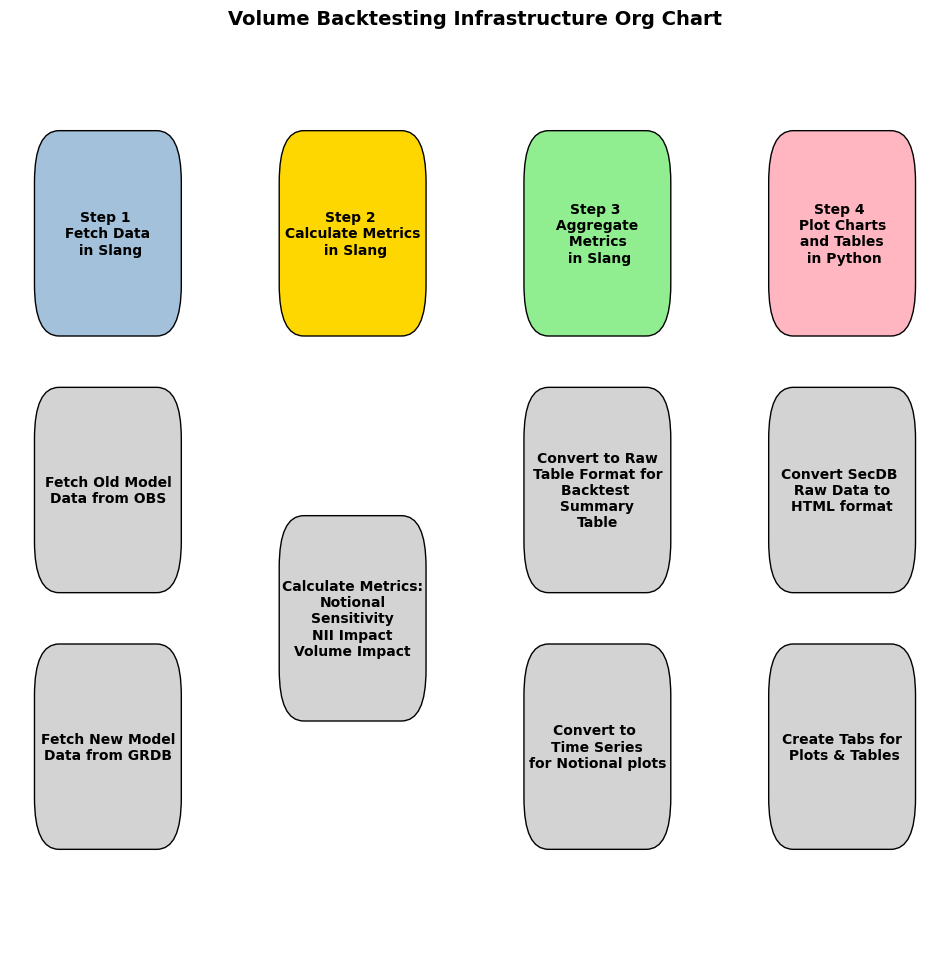 Volume Backtesting Infrastructure Org Chart
Step 1
Fetch Data
in Slang
Step 2
Calculate Metrics
in Slang
Step 3
Aggregate
Metrics
in Slang
Step 4
Plot Charts
and Tables
in Python
Fetch Old Model
Data from OBS
Convert to Raw
Table Format for
Backtest
Summary
Table
Convert SecDB
Raw Data to
HTML format
Calculate Metrics:
Notional
Sensitivity
NII Impact
Volume Impact
Fetch New Model
Data from GRDB
Convert to
Time Series
for Notional plots
Create Tabs for
Plots & Tables